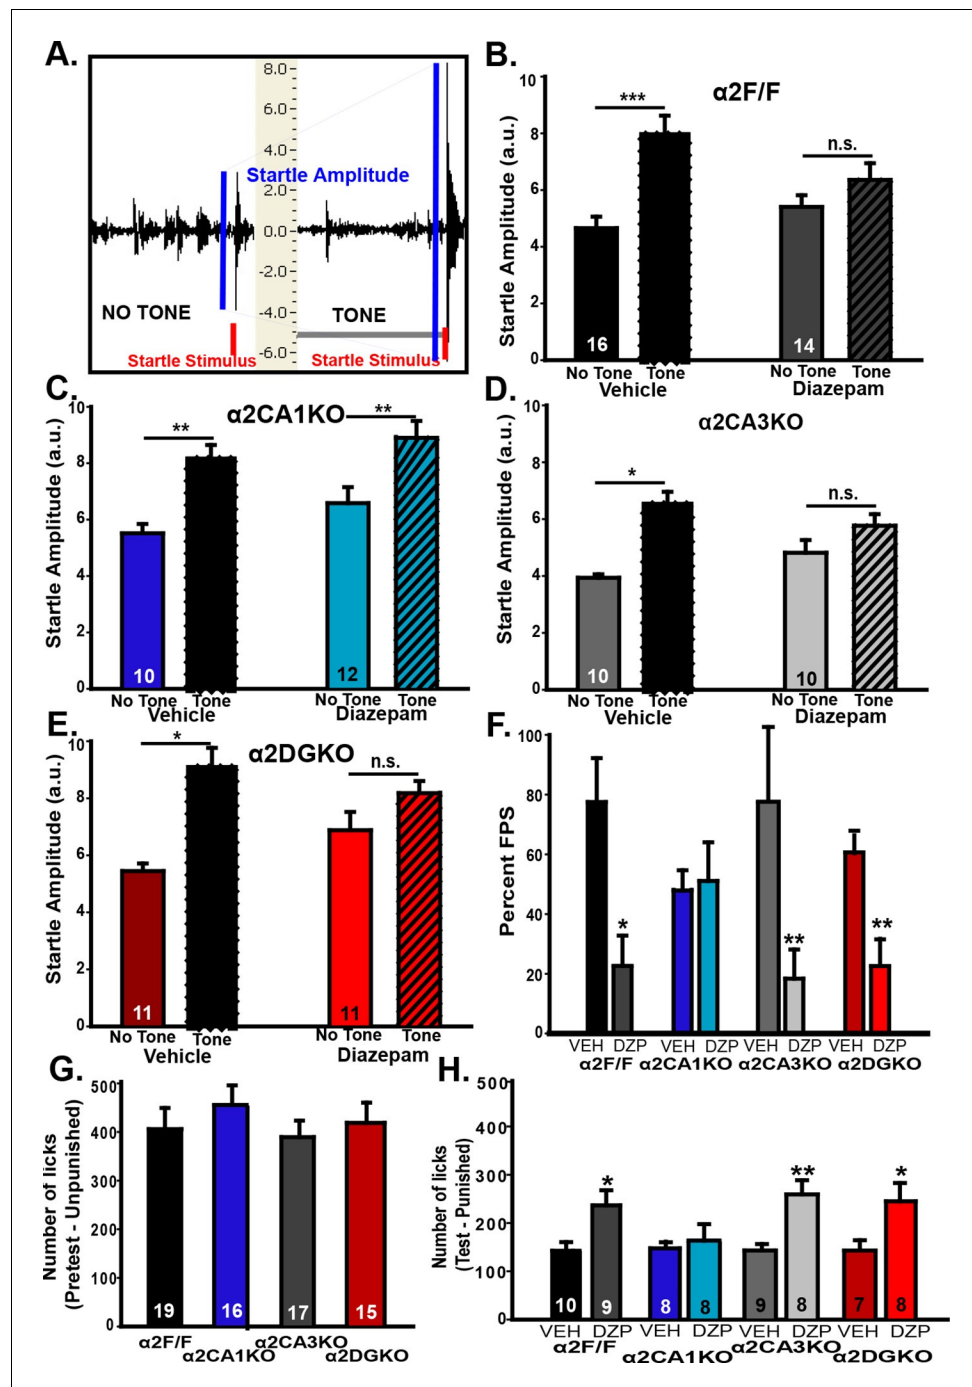 A.
8.0
4.0
2.0
0.0
-2.0
-4.0
-6.0
Startle Amplitude
NO TONE
TONE
Startle Stimulus
Startle Stimulus
B.
α2F/F
Startle Amplitude (a.u.)
10
8
6
4
2
0
***
n.s.
16
14
No Tone
Tone
No Tone
Tone
Vehicle
Diazepam
C.
α2CA1KO
Startle Amplitude (a.u.)
10
8
6
4
2
0
**
**
10
12
No Tone
Tone
No Tone
Tone
Vehicle
Diazepam
D.
α2CA3KO
Startle Amplitude (a.u.)
10
8
6
4
2
0
*
n.s.
10
10
No Tone
Tone
No Tone
Tone
Vehicle
Diazepam
E.
α2DGKO
Startle Amplitude (a.u.)
10
8
6
4
2
0
*
n.s.
11
11
No Tone
Tone
No Tone
Tone
Vehicle
Diazepam
F.
Percent FPS
100
80
60
40
20
0
*
**
**
VEH
DZP
VEH
DZP
VEH
DZP
VEH
DZP
α2F/F
α2CA1KO
α2CA3KO
α2DGKO
G.
Number of licks
(Pretest - Unpunished)
500
400
300
200
100
0
19
16
17
15
α2F/F
α2CA1KO
α2CA3KO
α2DGKO
H.
Number of licks
(Test - Punished)
500
400
300
200
100
0
*
**
*
10
9
8
8
9
8
7
8
VEH
DZP
VEH
DZP
VEH
DZP
VEH
DZP
α2F/F
α2CA1KO
α2CA3KO
α2DGKO